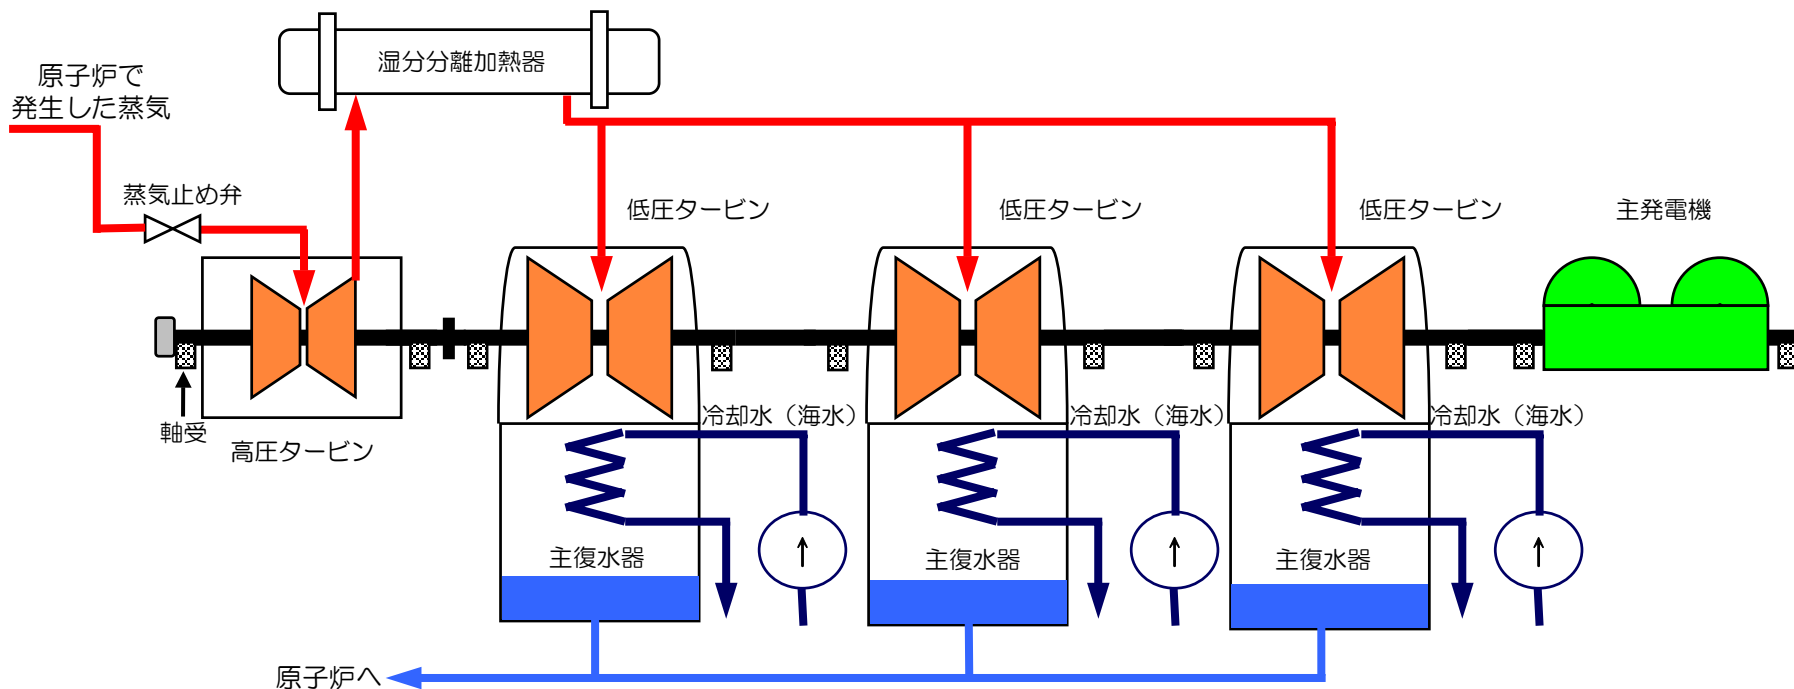 湿分分離加熱器
原子炉で
発生した蒸気
蒸気止め弁
低圧タービン
低圧タービン
低圧タービン
主発電機
軸受
高圧タービン
冷却水（海水）
冷却水（海水）
冷却水（海水）
主復水器
主復水器
主復水器
原子炉へ